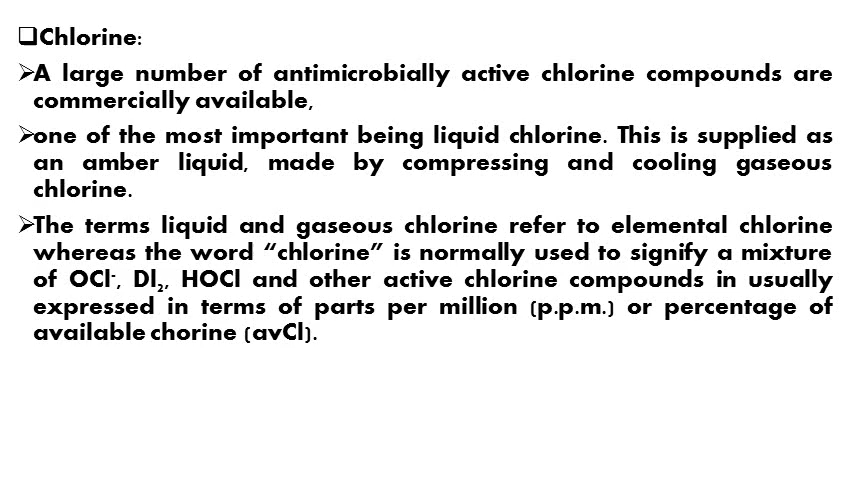 ❑Chlorine:
➢A large number of antimicrobially active chlorine compounds are
commercially available,
➢one of the most important being liquid chlorine. This is supplied as
an amber liquid, made by compressing and cooling gaseous
chlorine.
➢The terms liquid and gaseous chlorine refer to elemental chlorine
whereas the word “chlorine” is normally used to signify a mixture
of OCl⁻, Dl₂, HOCl and other active chlorine compounds in usually
expressed in terms of parts per million (p.p.m.) or percentage of
available chorine (avCl).